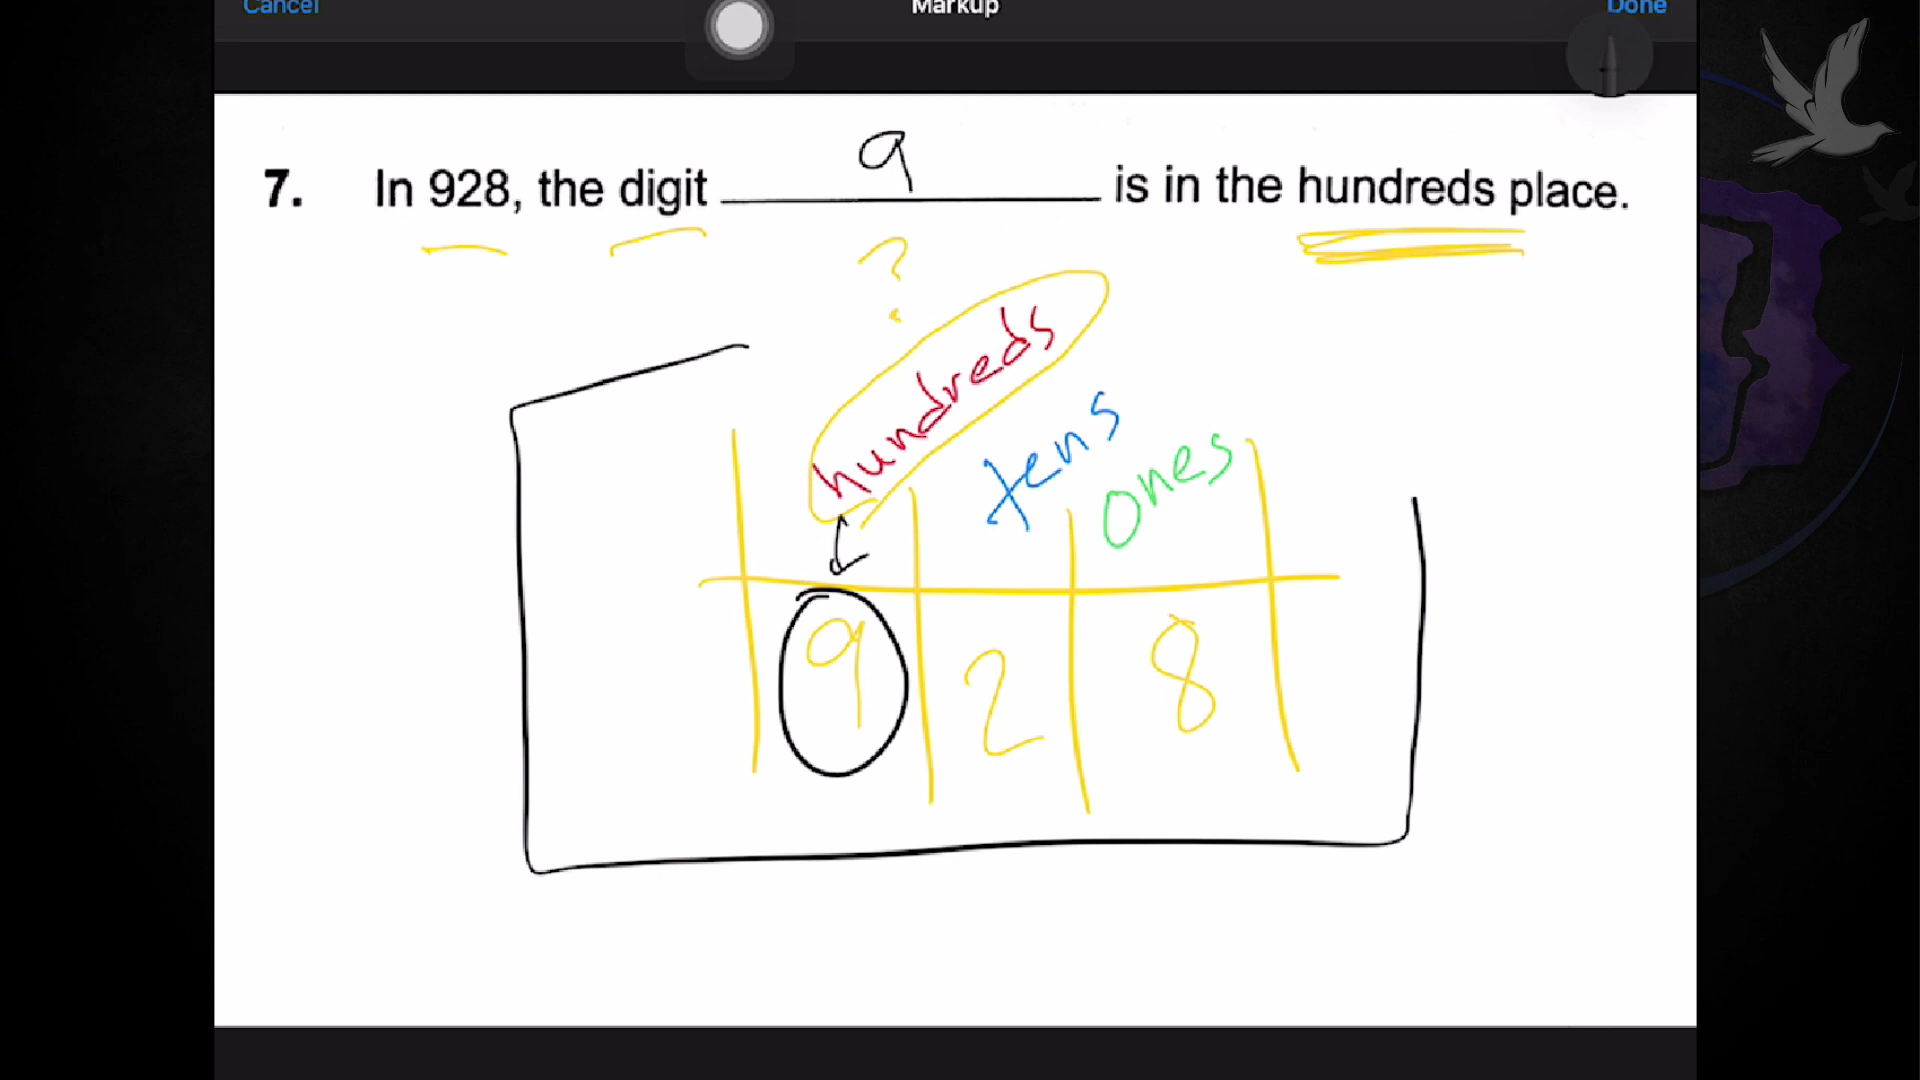 Cancel Markup Done
9
7. In 928, the digit ____________ is in the hundreds place.
?
hundreds
tens
ones
9 2 8